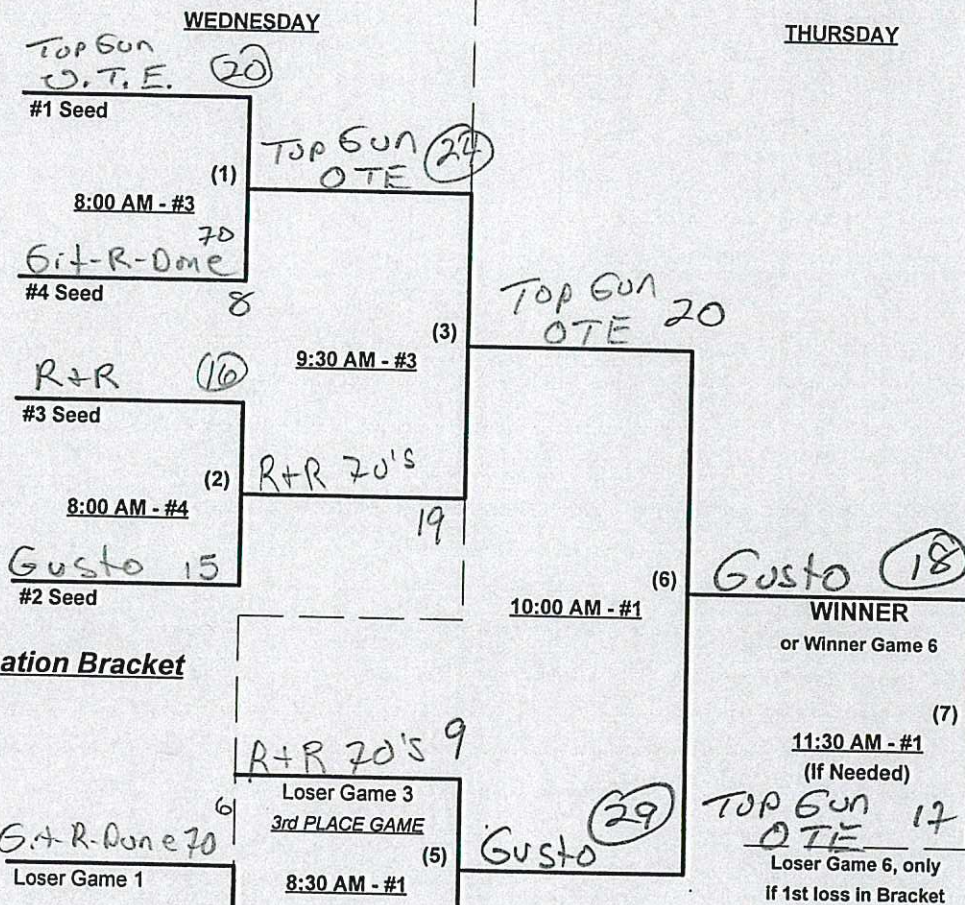 WEDNESDAY
THURSDAY
Top Gun
O.T.E. 20
#1 Seed
(1)
8:00 AM - #3
Git-R-Done 70
#4 Seed
8
Top Gun
OTE
R+R 16
#3 Seed
(2)
8:00 AM - #4
Gusto 15
#2 Seed
(3)
9:30 AM - #3
R+R 70's
19
Top Gun
OTE 20
(6)
10:00 AM - #1
Gusto 18
WINNER
or Winner Game 6
(7)
11:30 AM - #1
(If Needed)
Top Gun
OTE 17
Loser Game 6, only
if 1st loss in Bracket
ation Bracket
R+R 70's 9
Loser Game 3
3rd PLACE GAME
(5)
8:30 AM - #1
Git-R-Done 70
6
Loser Game 1
Gusto 29